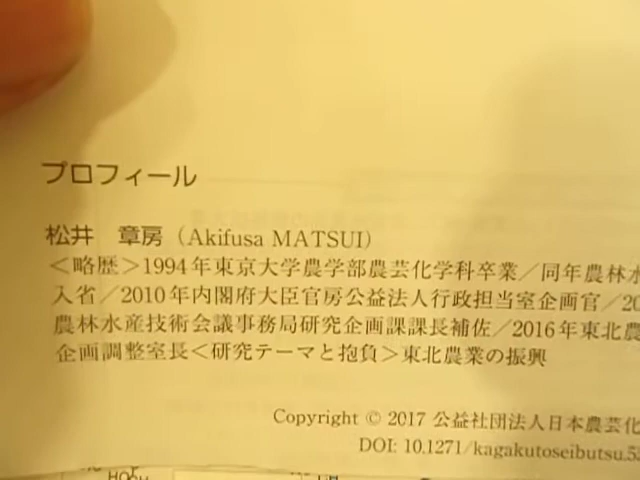 プロフィール
松井 章房(Akifusa MATSUI)
<略歴>1994年東京大学農学部農芸化学科卒業/同年農林水
入省/2010年内閣府大臣官房公益法人行政担当室企画官/20
農林水産技術会議事務局研究企画課課長補佐/2016年東北農
企画調整室長<研究テーマと抱負>東北農業の振興
Copyright © 2017 公益社団法人日本農芸化
DOI: 10.1271/kagakutoseibutsu.55